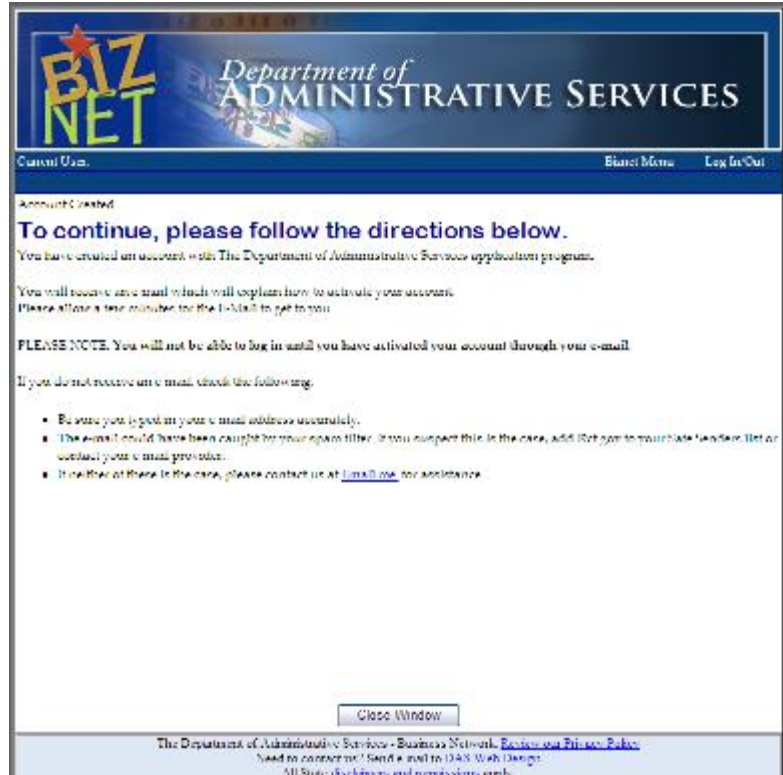 BIZ
NET
Department of
ADMINISTRATIVE SERVICES
Current User:
Biznet Menu Log In/Out
Account Created
To continue, please follow the directions below.
You have created an account with The Department of Administrative Services application program.
You will receive an e-mail which will explain how to activate your account.
Please allow a few minutes for the E-Mail to get to you
PLEASE NOTE: You will not be able to log in until you have activated your account through your e-mail.
If you do not receive an e-mail, check the following:
• Be sure you typed in your e-mail address accurately.
• The e-mail could have been caught by your spam filter. If you suspect this is the case, add to your Safe Senders list or
contact your e-mail provider.
• If neither of these is the case, please contact us at Email me for assistance.
Close Window
The Department of Administrative Services - Business Network. Review our Privacy Policy
Need to contact us? Send e-mail to DAS Web Design
All State disclaimers and permissions apply.